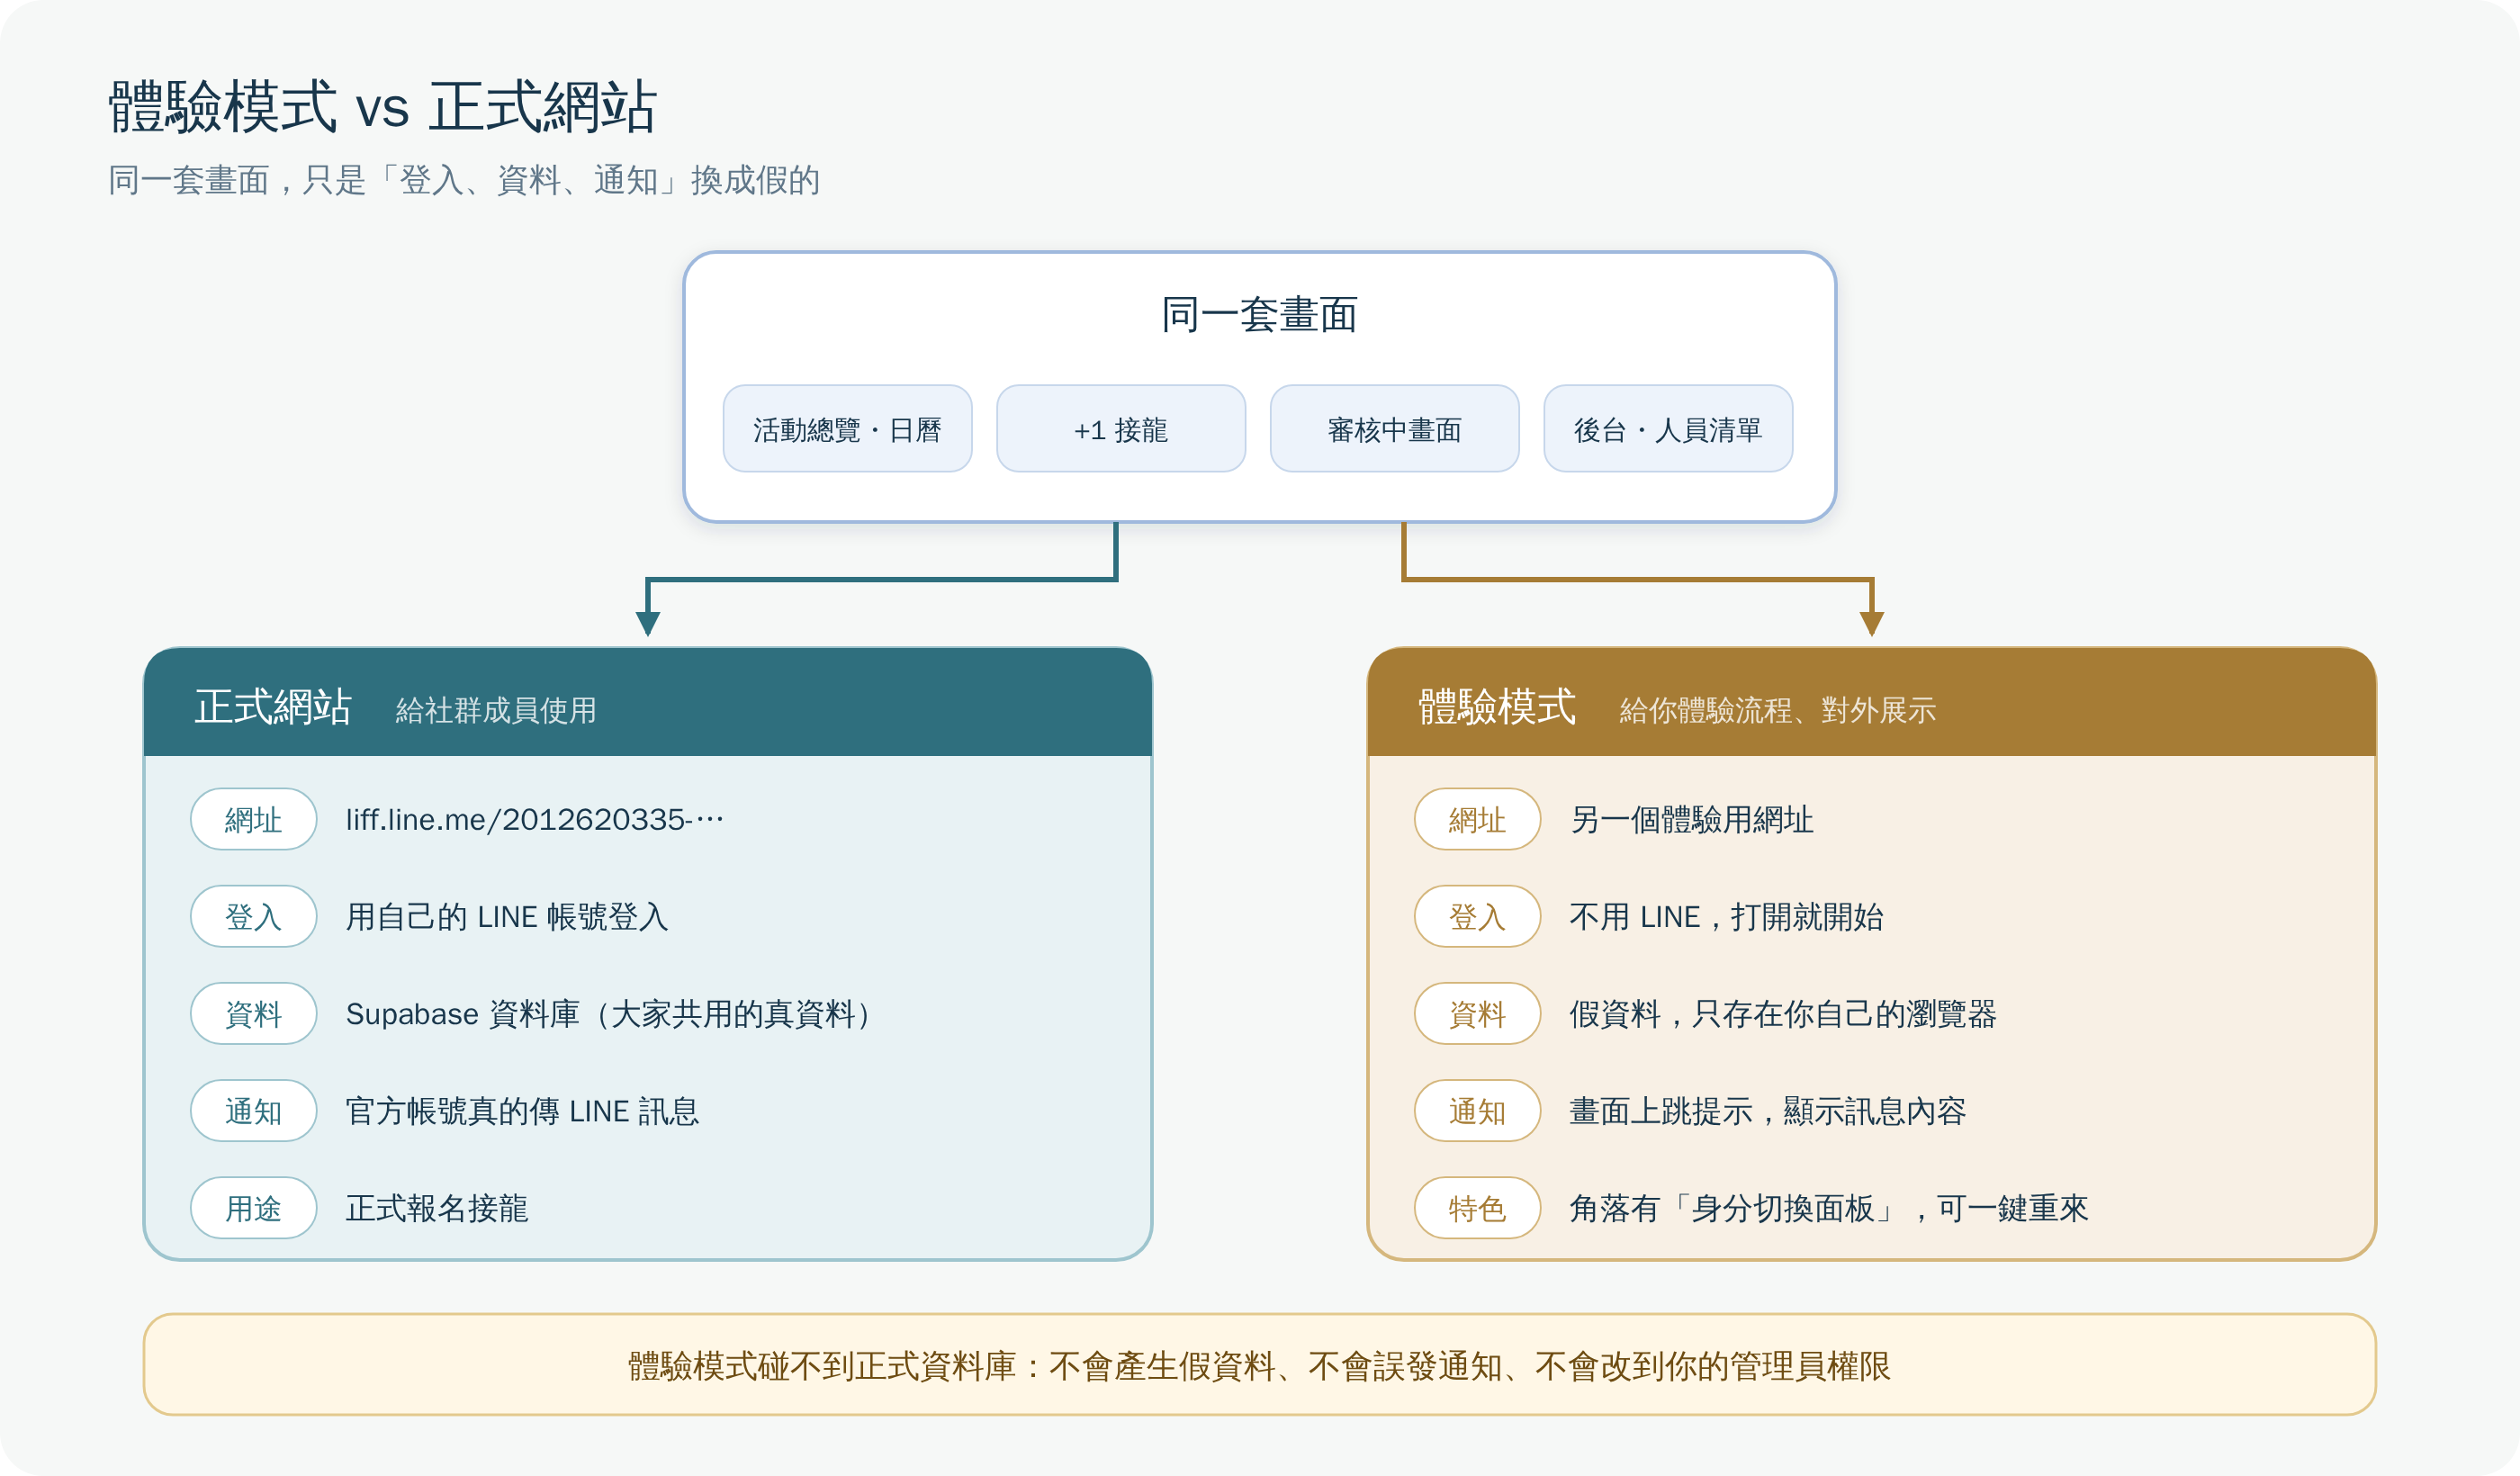 體驗模式 vs 正式網站
同一套畫面，只是「登入、資料、通知」換成假的
同一套畫面
活動總覽・日曆
+1 接龍
審核中畫面
後台・人員清單
正式網站 給社群成員使用
網址 liff.line.me/2012620335-⋯
登入 用自己的 LINE 帳號登入
資料 Supabase 資料庫（大家共用的真資料）
通知 官方帳號真的傳 LINE 訊息
用途 正式報名接龍
體驗模式 給你體驗流程、對外展示
網址 另一個體驗用網址
登入 不用 LINE，打開就開始
資料 假資料，只存在你自己的瀏覽器
通知 畫面上跳提示，顯示訊息內容
特色 角落有「身分切換面板」，可一鍵重來
體驗模式碰不到正式資料庫：不會產生假資料、不會誤發通知、不會改到你的管理員權限